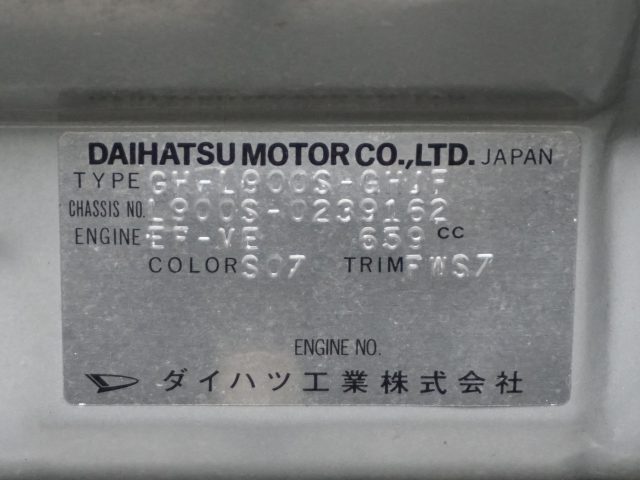 DAIHATSU MOTOR CO.,LTD. JAPAN
TYPE GH-L900S-GHJF
CHASSIS NO. L900S-0239162
ENGINE EF-VE 659 CC
COLOR S07 TRIM FWS7
ENGINE NO.
ダイハツ工業株式会社